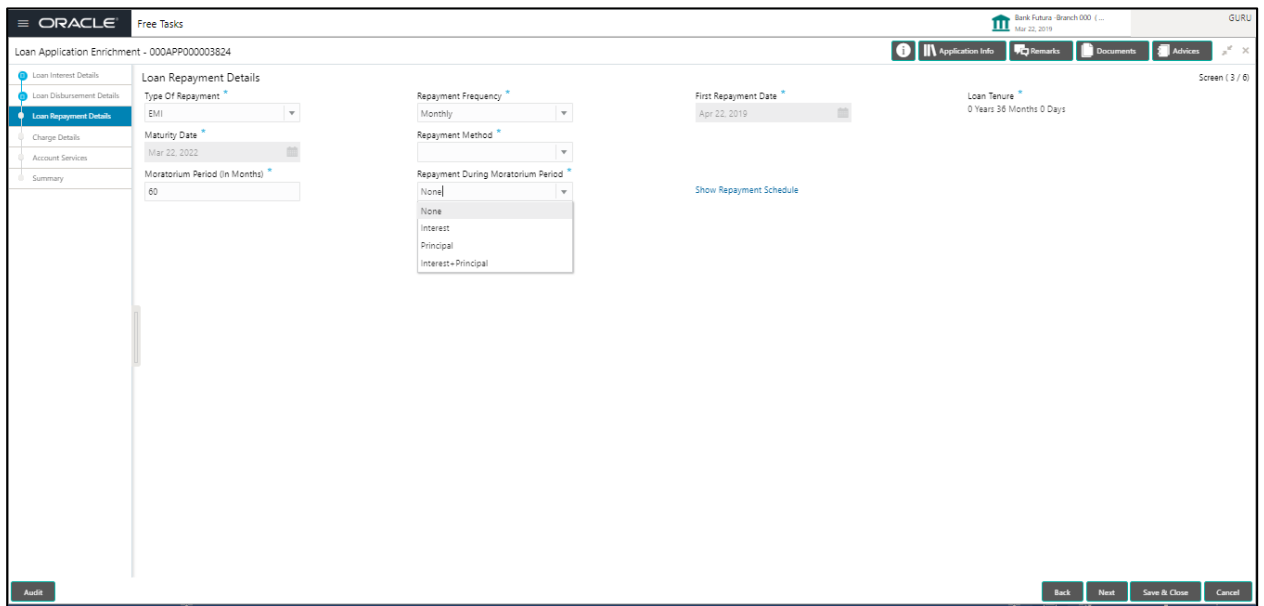 ORACLE
Free Tasks
Bank Futura -Branch 000 ( ...
Mar 22, 2019
GURU
Loan Application Enrichment - 000APP000003824
i
Application Info
Remarks
Documents
Advices
Loan Interest Details
Loan Disbursement Details
Loan Repayment Details
Charge Details
Account Services
Summary
Loan Repayment Details
Screen ( 3 / 6)
Type Of Repayment *
Repayment Frequency *
First Repayment Date *
Loan Tenure *
EMI
Monthly
Apr 22, 2019
0 Years 36 Months 0 Days
Maturity Date *
Repayment Method *
Mar 22, 2022
Moratorium Period (In Months) *
Repayment During Moratorium Period *
60
None
Show Repayment Schedule
None
Interest
Principal
Interest+Principal
Audit
Back
Next
Save & Close
Cancel